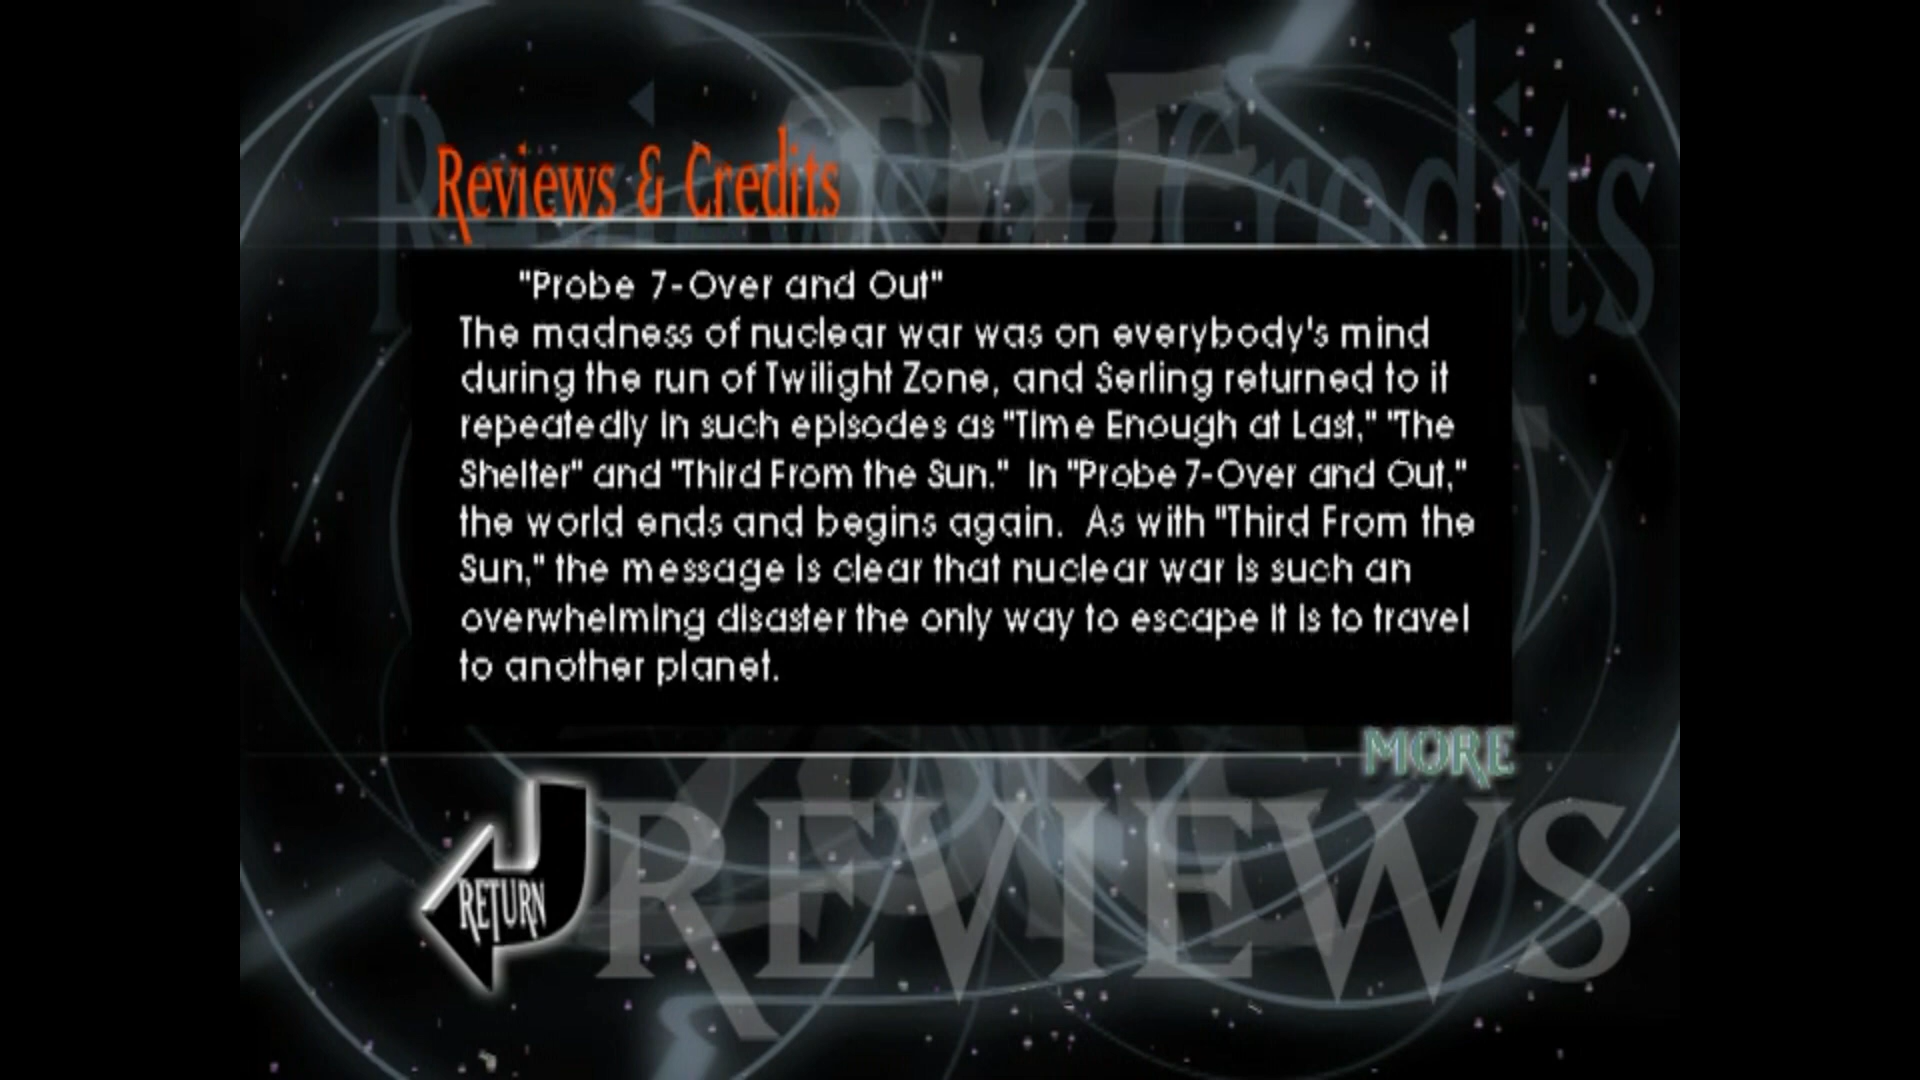 THE
Reviews & Credits
Reviews & Credits
"Probe 7-Over and Out"
The madness of nuclear war was on everybody's mind
during the run of Twilight Zone, and Serling returned to it
repeatedly in such episodes as "Time Enough at Last," "The
Shelter" and "Third From the Sun."  In "Probe 7-Over and Out,"
the world ends and begins again.  As with "Third From the
Sun," the message is clear that nuclear war is such an
overwhelming disaster the only way to escape it is to travel
to another planet.
MORE
ZONE
RETURN
REVIEWS